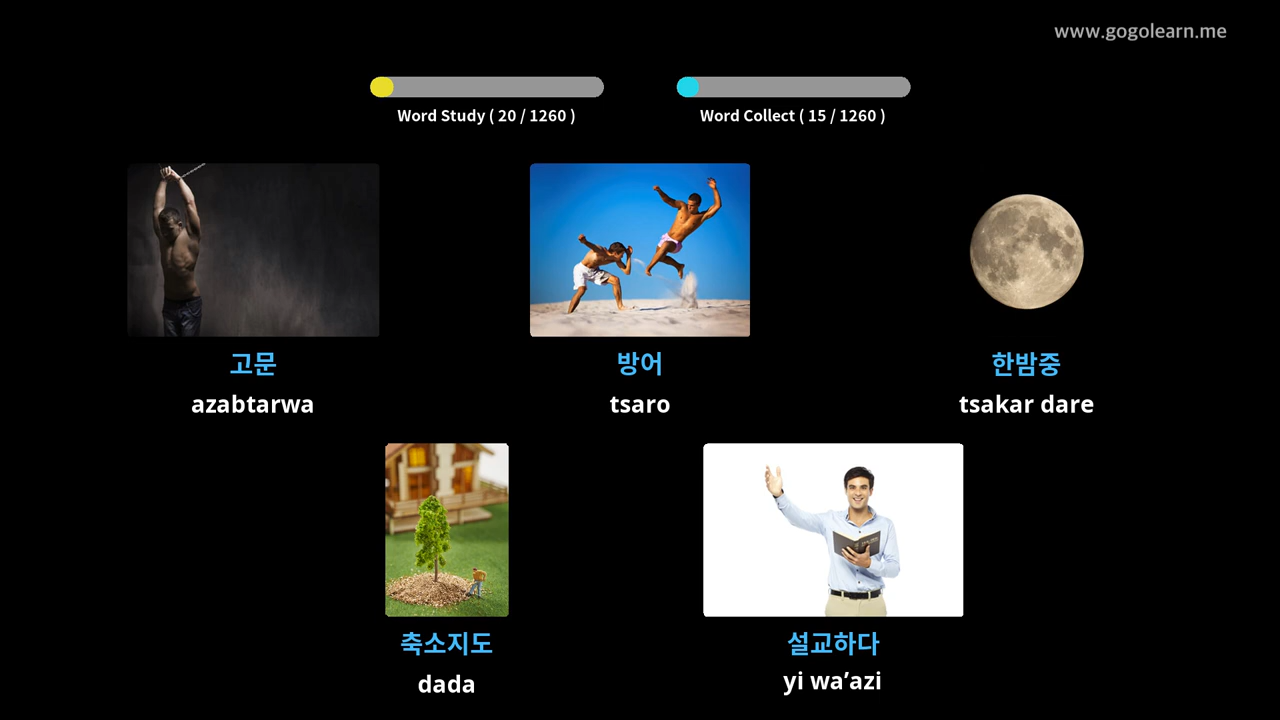 www.gogolearn.me
Word Study ( 20 / 1260 )
Word Collect ( 15 / 1260 )
고문
azabtarwa
방어
tsaro
한밤중
tsakar dare
축소지도
dada
설교하다
yi wa’azi